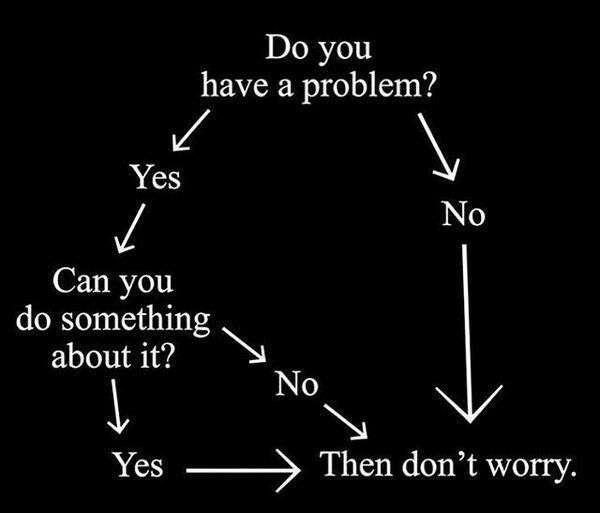 Do you
have a problem?
Yes
No
Can you
do something
about it?
No
Yes
Then don’t worry.